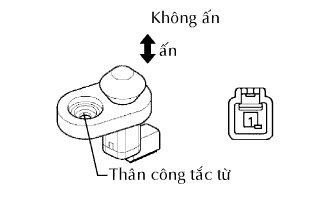 Không ấn
ấn
1
Thân công tắc từ